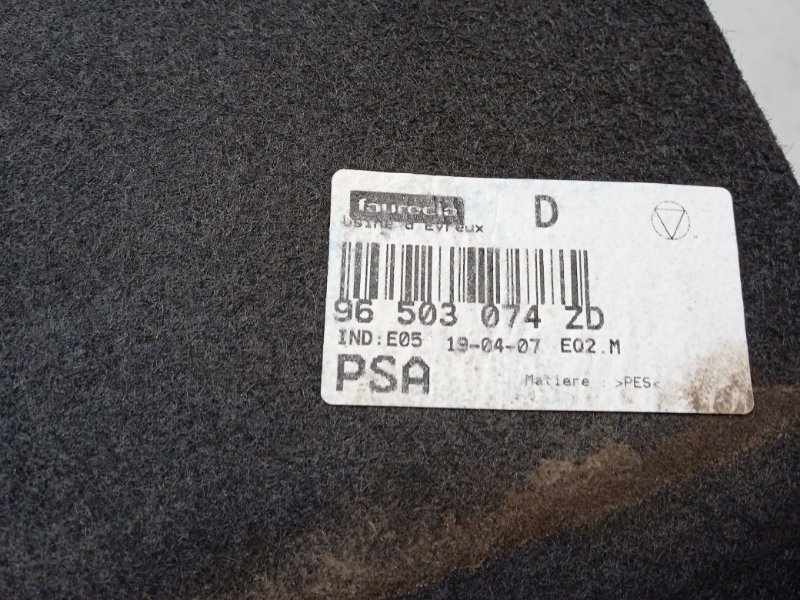 faurecia D
Usine d'Evreux
96 503 074 ZD
IND:E05 19-04-07 EQ2.M
PSA Matiere : >PES<